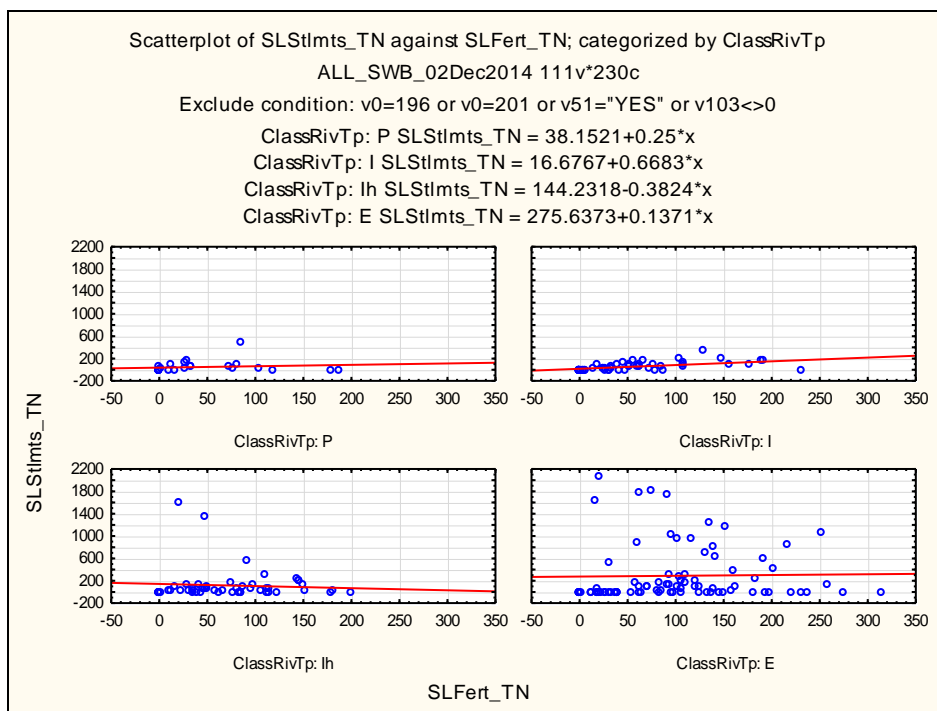 Scatterplot of SLStlmts_TN against SLFert_TN; categorized by ClassRivTp
ALL_SWB_02Dec2014 111v*230c
Exclude condition: v0=196 or v0=201 or v51="YES" or v103<>0
ClassRivTp: P SLStlmts_TN = 38.1521+0.25*x
ClassRivTp: I SLStlmts_TN = 16.6767+0.6683*x
ClassRivTp: Ih SLStlmts_TN = 144.2318-0.3824*x
ClassRivTp: E SLStlmts_TN = 275.6373+0.1371*x
SLStlmts_TN
2200
1800
1400
1000
600
200
-200
-50 0 50 100 150 200 250 300 350
ClassRivTp: P
-50 0 50 100 150 200 250 300 350
ClassRivTp: I
2200
1800
1400
1000
600
200
-200
-50 0 50 100 150 200 250 300 350
ClassRivTp: Ih
-50 0 50 100 150 200 250 300 350
ClassRivTp: E
SLFert_TN